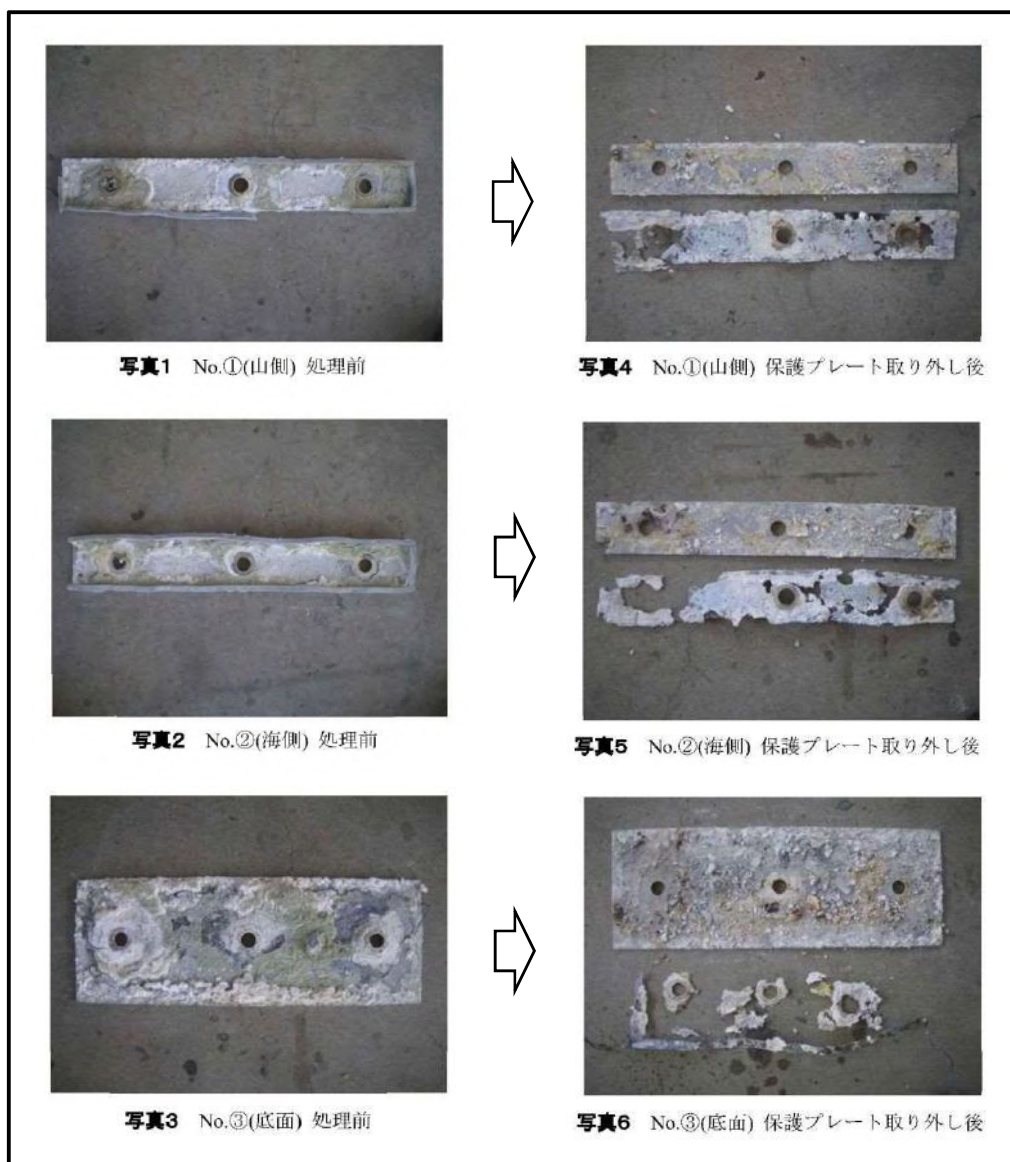 写真1 No.①(山側) 処理前
写真4 No.①(山側) 保護プレート取り外し後
写真2 No.②(海側) 処理前
写真5 No.②(海側) 保護プレート取り外し後
写真3 No.③(底面) 処理前
写真6 No.③(底面) 保護プレート取り外し後